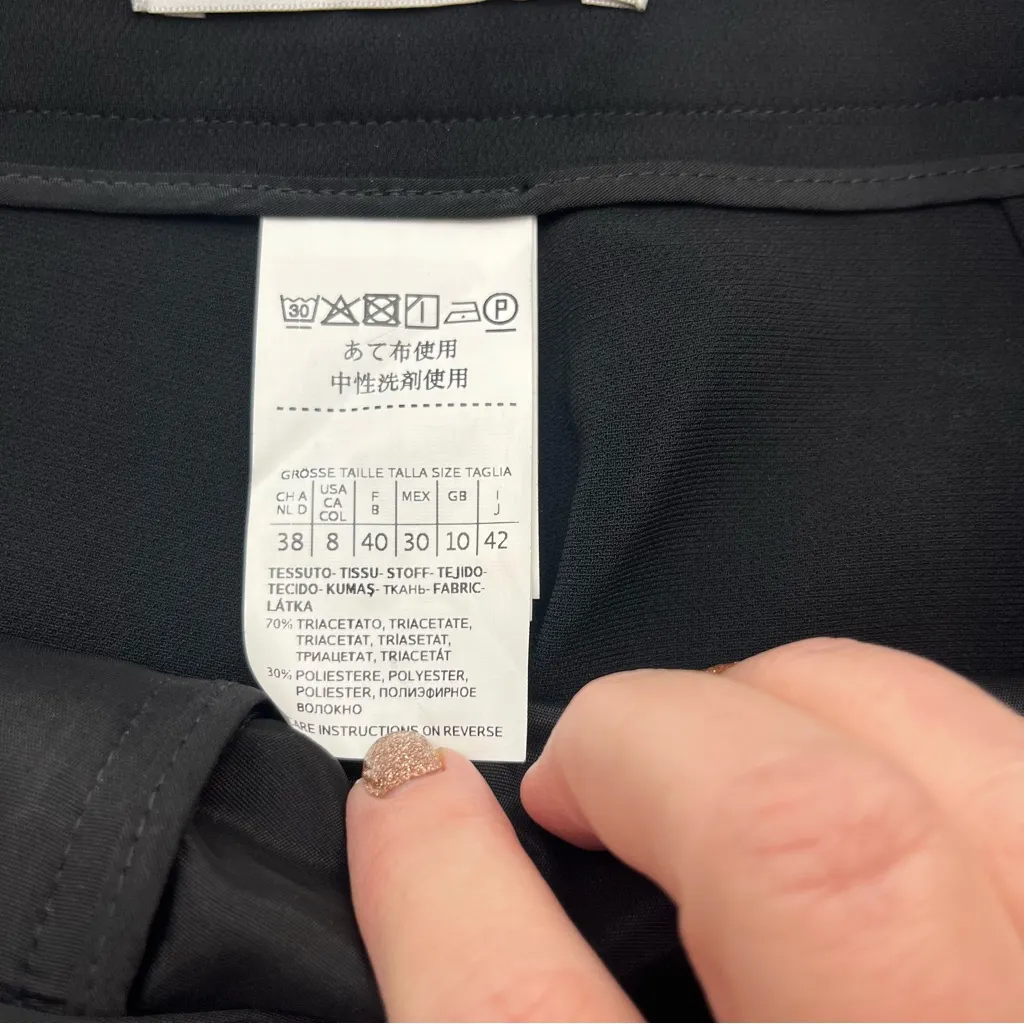 30 P
あて布使用
中性洗剤使用
GRÖSSE TAILLE TALLA SIZE TAGLIA
CH A NL D USA CA COL F B MEX GB I J
38 8 40 30 10 42
TESSUTO- TISSU- STOFF- TEJIDO-
TECIDO- KUMAŞ- ТКАНЬ- FABRIC-
LÁTKA
70% TRIACETATO, TRIACETATE,
TRIACETAT, TRİASETAT,
ТРИАЦЕТАТ, TRIACETÁT
30% POLIESTERE, POLYESTER,
POLIESTER, ПОЛИЭФИРНОЕ
ВОЛОКНО
ARE INSTRUCTIONS ON REVERSE